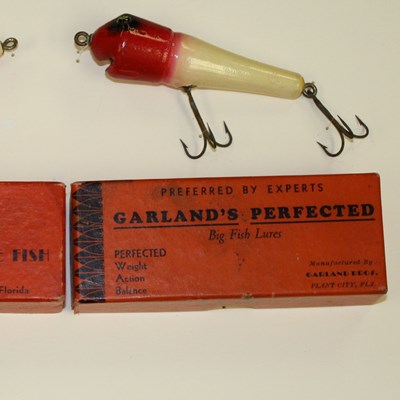 PREFERRED BY EXPERTS
GARLAND'S PERFECTED
Big Fish Lures
PERFECTED
Weight
Action
Balance
Manufactured By
GARLAND BROS.
PLANT CITY, FLA.
FISH
Florida